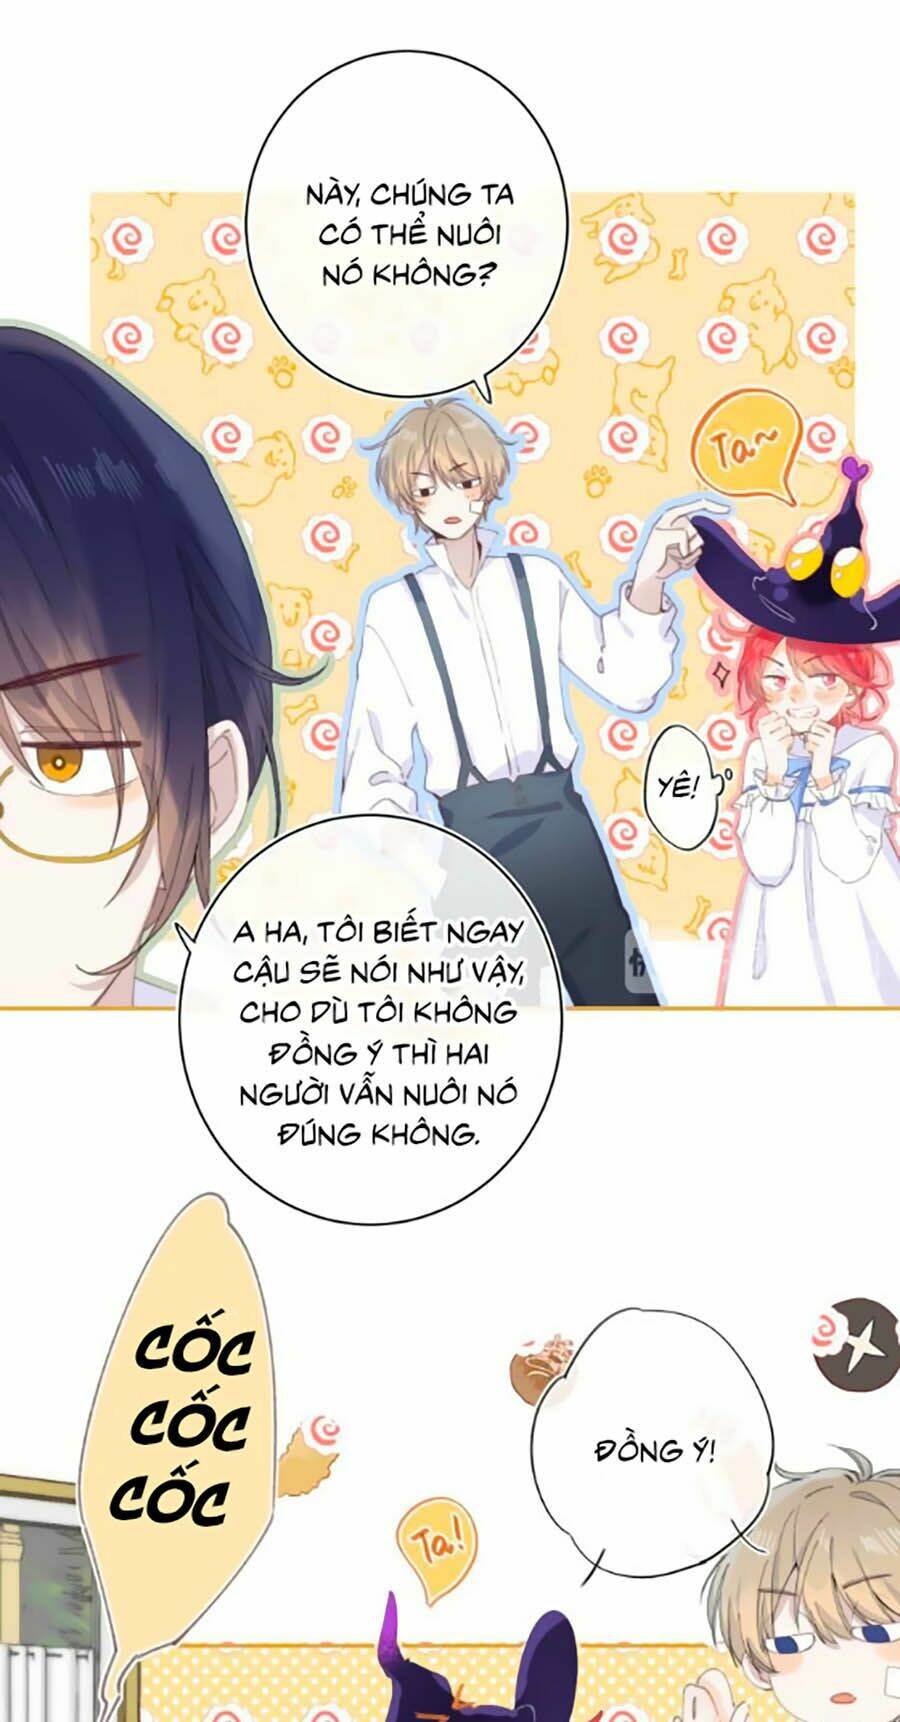 NÀY, CHÚNG TA
CÓ THỂ NUÔI
NÓ KHÔNG?
Ta~
YÊ!
A HA, TÔI BIẾT NGAY
CẬU SẼ NÓI NHƯ VẬY,
CHO DÙ TÔI KHÔNG
ĐỒNG Ý THÌ HAI
NGƯỜI VẪN NUÔI NÓ
ĐÚNG KHÔNG.
CỐC
CỐC
CỐC
ĐỒNG Ý!
Ta!